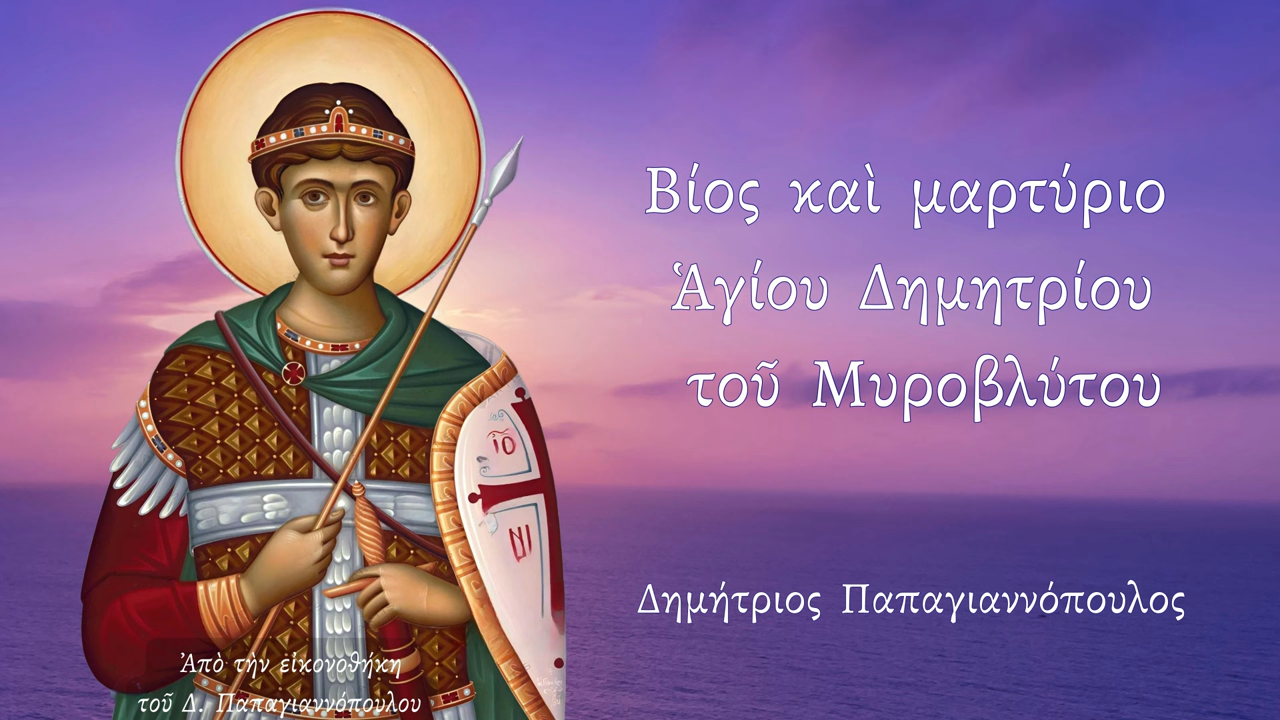 Βίος καὶ μαρτύριο
Ἁγίου Δημητρίου
τοῦ Μυροβλύτου
Δημήτριος Παπαγιαννόπουλος
Ἀπὸ τὴν εἰκονοθήκη
τοῦ Δ. Παπαγιαννόπουλου